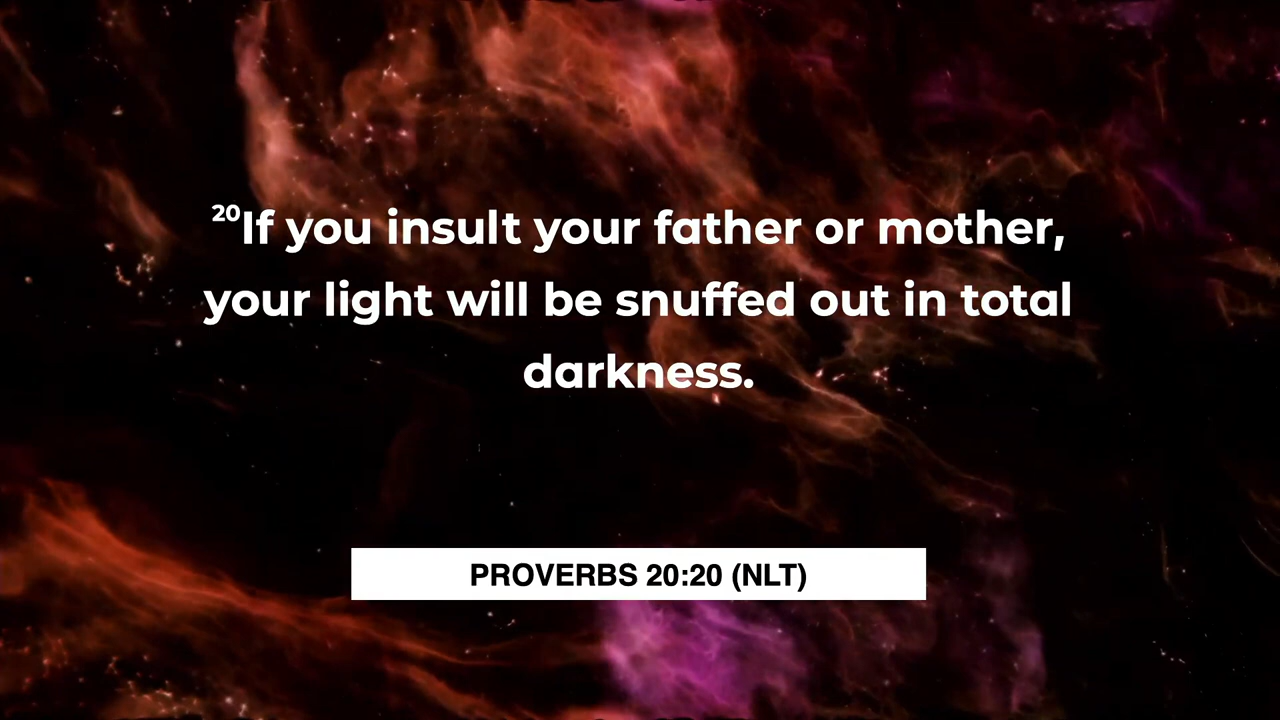 20If you insult your father or mother,
your light will be snuffed out in total
darkness.
PROVERBS 20:20 (NLT)